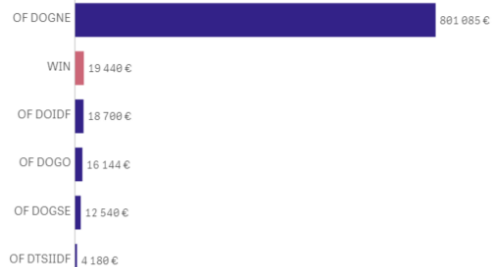 OF DOGNE 801 085 €
WIN 19 440 €
OF DOIDF 18 700 €
OF DOGO 16 144 €
OF DOGSE 12 540 €
OF DTSIIDF 4 180 €